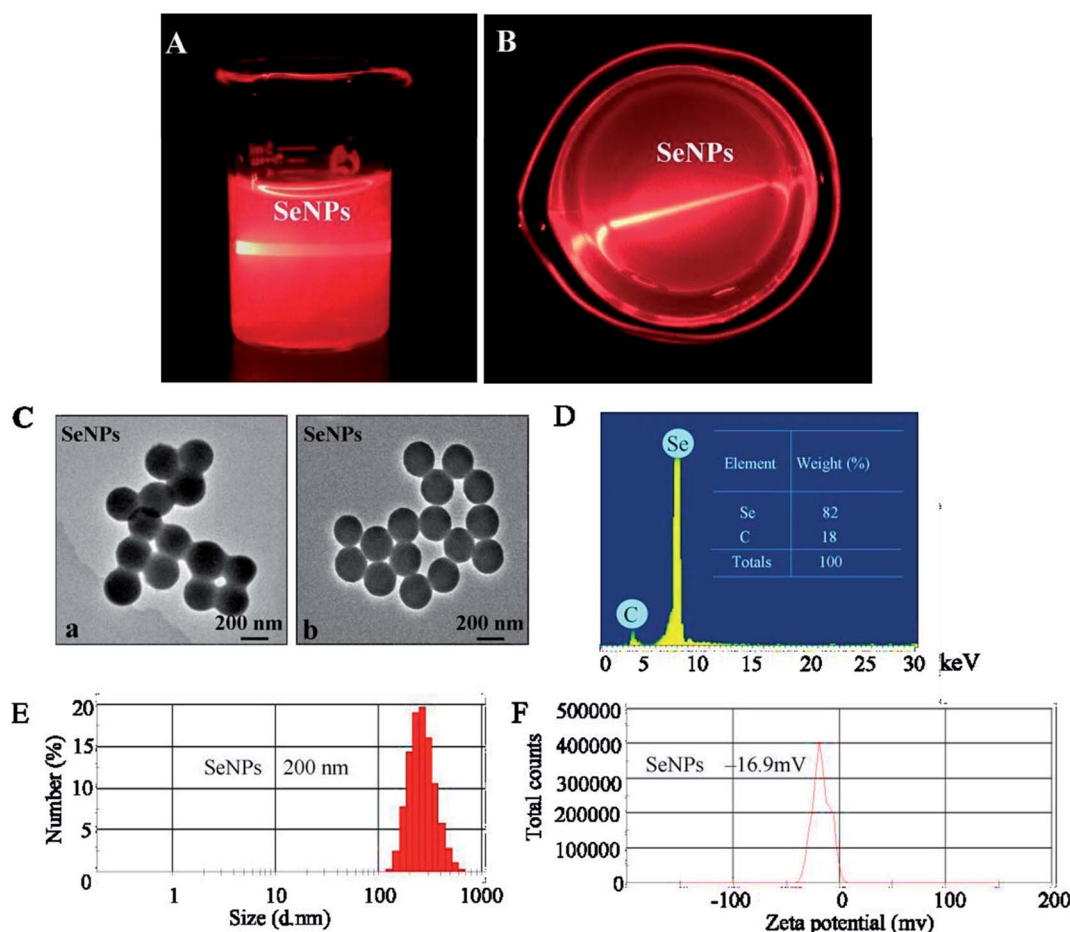 A
SeNPs
B
SeNPs
C
SeNPs
200 nm
a
SeNPs
200 nm
b
D
Se
C
Element Weight (%)
Se 82
C 18
Totals 100
0 5 10 15 20 25 30 keV
E
20
15
10
5
0
Number (%)
SeNPs 200 nm
1 10 100 1000
Size (d.nm)
F
500000
400000
300000
200000
100000
0
Total counts
SeNPs –16.9mV
-100 0 100 200
Zeta potential (mv)